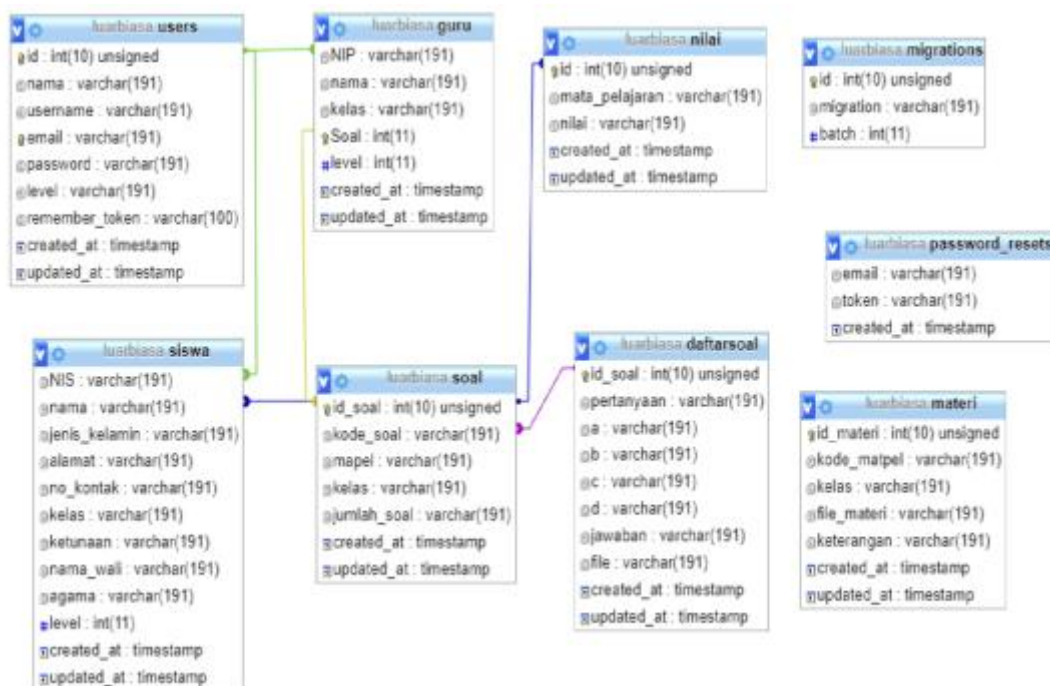 luarbiasa users
id : int(10) unsigned
nama : varchar(191)
username : varchar(191)
email : varchar(191)
password : varchar(191)
level : varchar(191)
remember_token : varchar(100)
created_at : timestamp
updated_at : timestamp
luarbiasa guru
NIP : varchar(191)
nama : varchar(191)
kelas : varchar(191)
Soal : int(11)
level : int(11)
created_at : timestamp
updated_at : timestamp
luarbiasa nilai
id : int(10) unsigned
mata_pelajaran : varchar(191)
nilai : varchar(191)
created_at : timestamp
updated_at : timestamp
luarbiasa migrations
id : int(10) unsigned
migration : varchar(191)
batch : int(11)
luarbiasa password_resets
email : varchar(191)
token : varchar(191)
created_at : timestamp
luarbiasa siswa
NIS : varchar(191)
nama : varchar(191)
jenis_kelamin : varchar(191)
alamat : varchar(191)
no_kontak : varchar(191)
kelas : varchar(191)
ketunaan : varchar(191)
nama_wali : varchar(191)
agama : varchar(191)
level : int(11)
created_at : timestamp
updated_at : timestamp
luarbiasa soal
id_soal : int(10) unsigned
kode_soal : varchar(191)
mapel : varchar(191)
kelas : varchar(191)
jumlah_soal : varchar(191)
created_at : timestamp
updated_at : timestamp
luarbiasa daftarsoal
id_soal : int(10) unsigned
pertanyaan : varchar(191)
a : varchar(191)
b : varchar(191)
c : varchar(191)
d : varchar(191)
jawaban : varchar(191)
file : varchar(191)
created_at : timestamp
updated_at : timestamp
luarbiasa materi
id_materi : int(10) unsigned
kode_matpel : varchar(191)
kelas : varchar(191)
file_materi : varchar(191)
keterangan : varchar(191)
created_at : timestamp
updated_at : timestamp